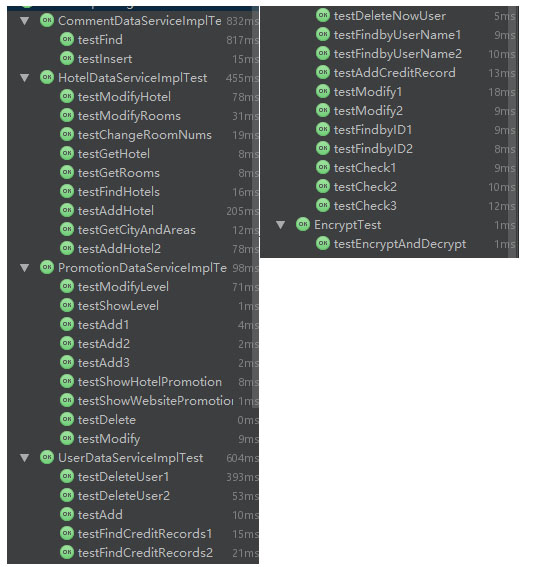 CommentDataServiceImplTe 832ms
testFind 817ms
testInsert 15ms
HotelDataServiceImplTest 455ms
testModifyHotel 78ms
testModifyRooms 31ms
testChangeRoomNums 19ms
testGetHotel 8ms
testGetRooms 8ms
testFindHotels 16ms
testAddHotel 205ms
testGetCityAndAreas 12ms
testAddHotel2 78ms
PromotionDataServiceImplTe 98ms
testModifyLevel 71ms
testShowLevel 1ms
testAdd1 4ms
testAdd2 2ms
testAdd3 2ms
testShowHotelPromotion 8ms
testShowWebsitePromotion 1ms
testDelete 0ms
testModify 9ms
UserDataServiceImplTest 604ms
testDeleteUser1 393ms
testDeleteUser2 53ms
testAdd 10ms
testFindCreditRecords1 15ms
testFindCreditRecords2 21ms
testDeleteNowUser 5ms
testFindbyUserName1 9ms
testFindbyUserName2 10ms
testAddCreditRecord 13ms
testModify1 18ms
testModify2 9ms
testFindbyID1 9ms
testFindbyID2 8ms
testCheck1 9ms
testCheck2 10ms
testCheck3 12ms
EncryptTest 1ms
testEncryptAndDecrypt 1ms